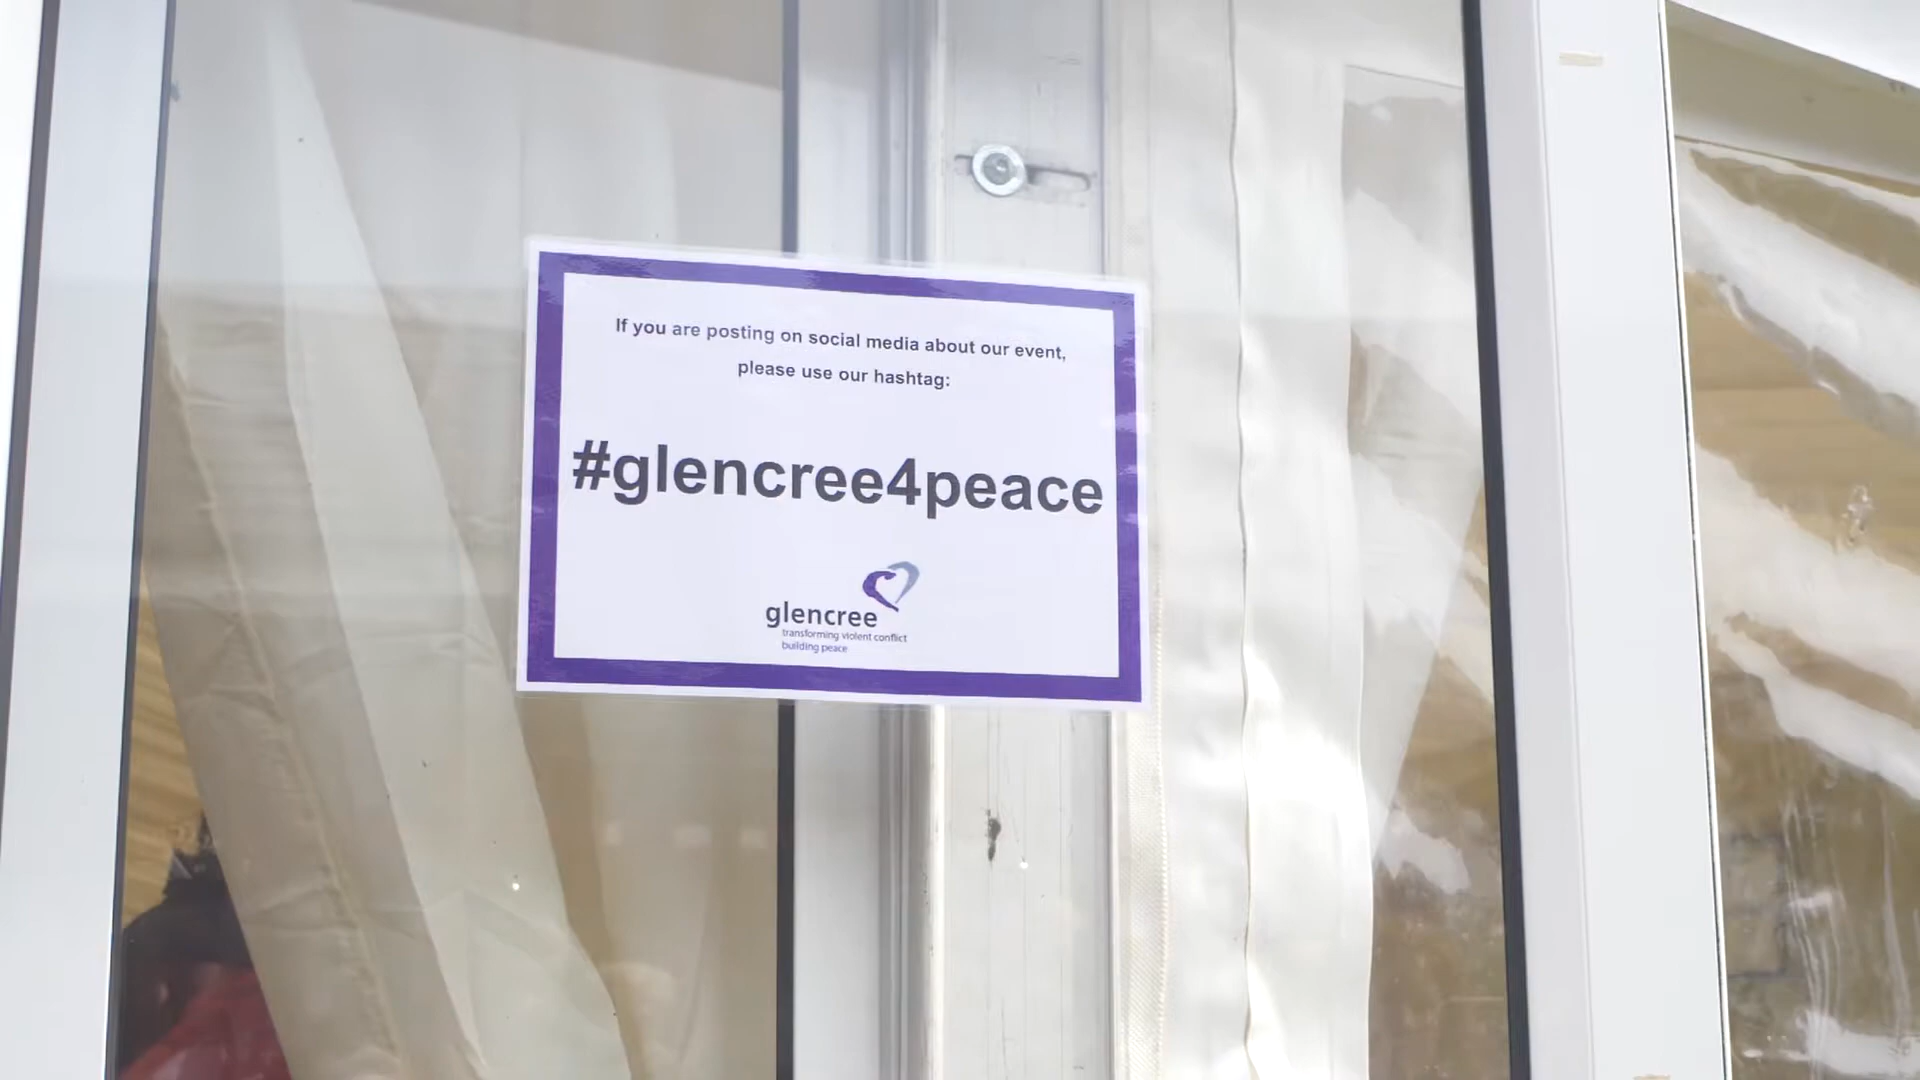 If you are posting on social media about our event,
please use our hashtag:
#glencree4peace
glencree
transforming violent conflict
building peace